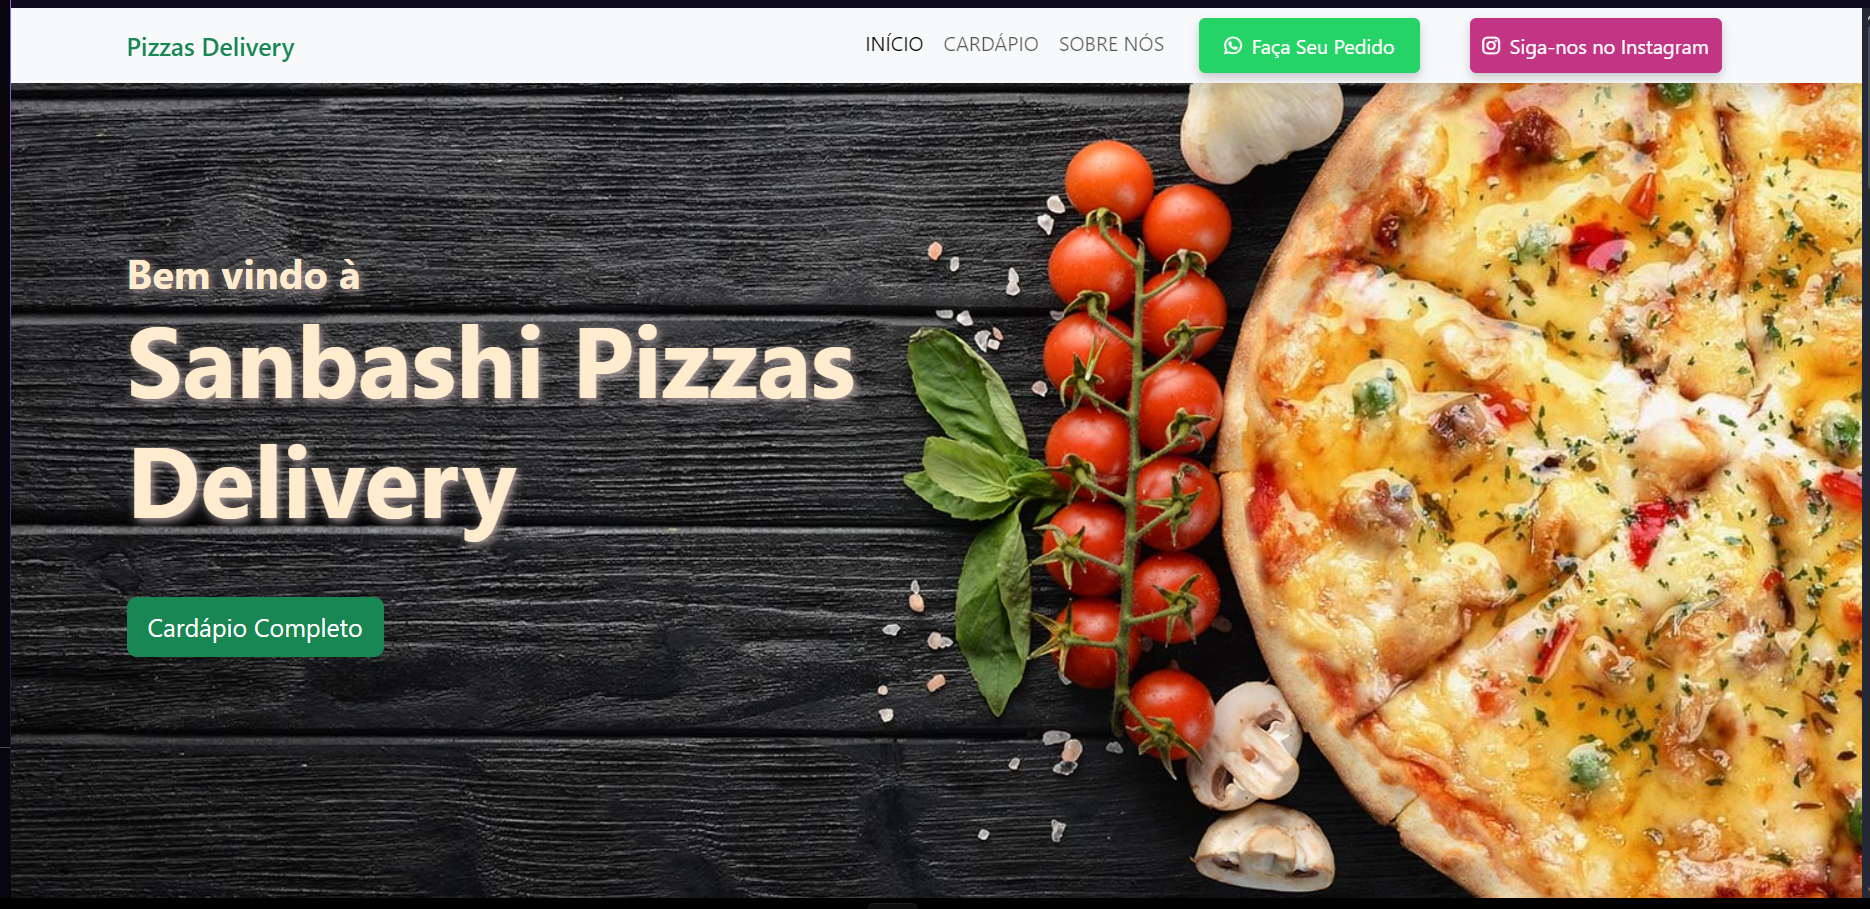 Pizzas Delivery
INÍCIO CARDÁPIO SOBRE NÓS Faça Seu Pedido Siga-nos no Instagram
Bem vindo à
Sanbashi Pizzas
Delivery
Cardápio Completo